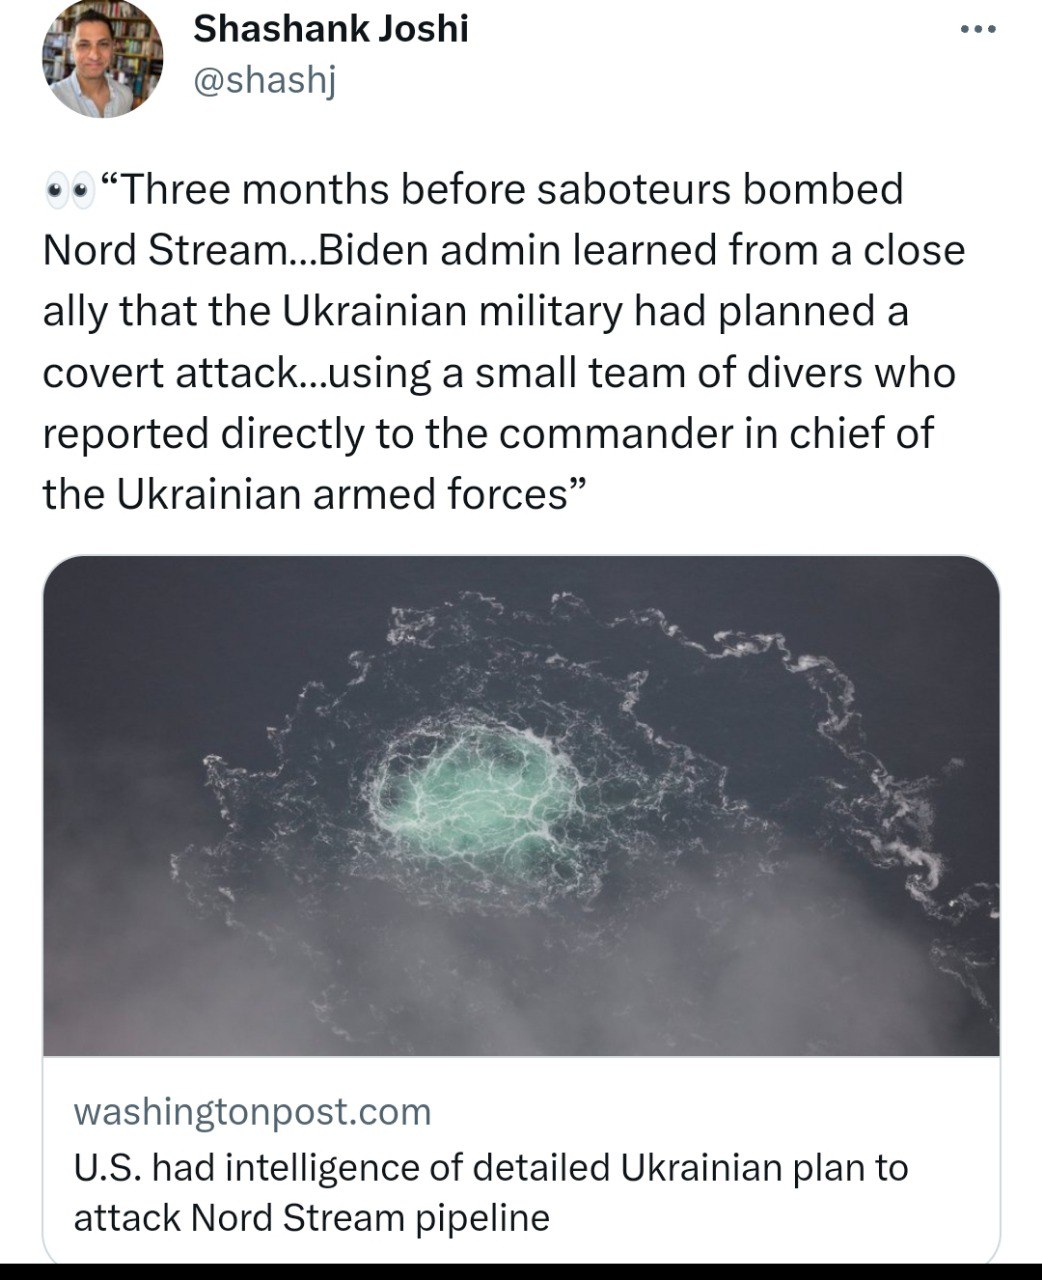 Shashank Joshi
@shashj
👀“Three months before saboteurs bombed
Nord Stream...Biden admin learned from a close
ally that the Ukrainian military had planned a
covert attack...using a small team of divers who
reported directly to the commander in chief of
the Ukrainian armed forces”
washingtonpost.com
U.S. had intelligence of detailed Ukrainian plan to
attack Nord Stream pipeline